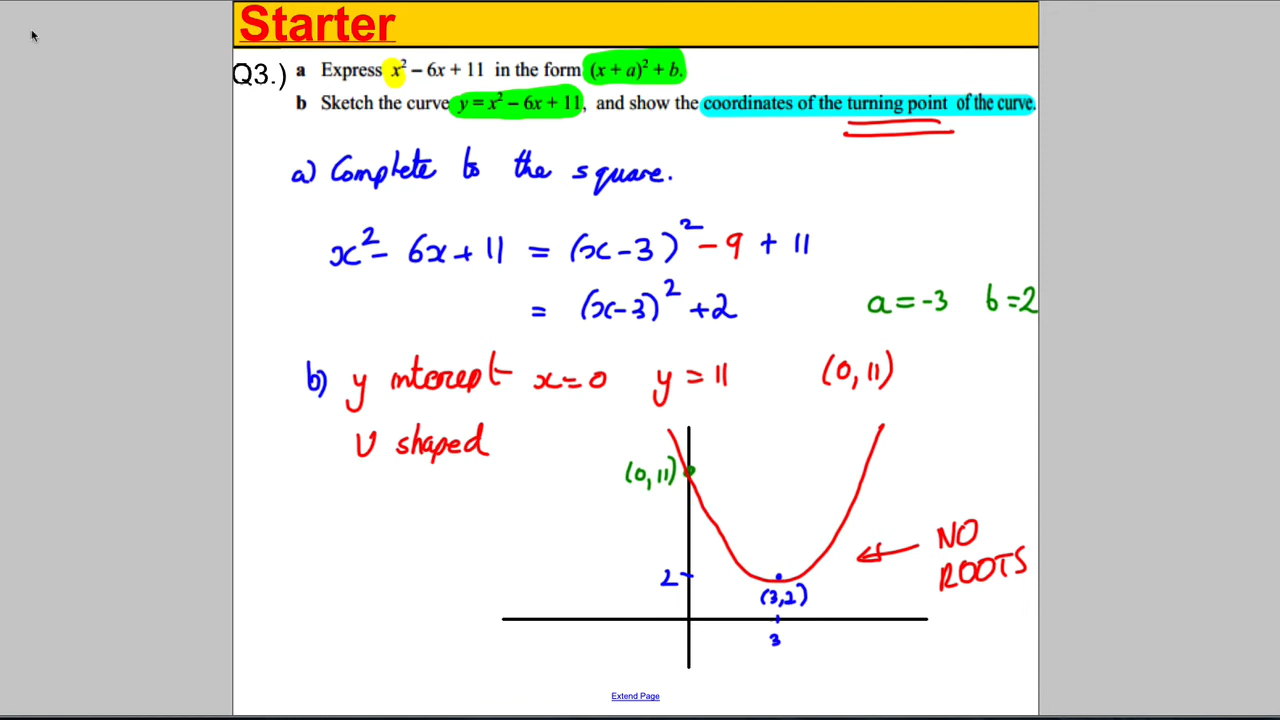 Starter
Q3.) a Express x² − 6x + 11 in the form (x + a)² + b.
b Sketch the curve y = x² − 6x + 11, and show the coordinates of the turning point of the curve.
a) Complete to the square.
x² - 6x + 11 = (x-3)² - 9 + 11
= (x-3)² + 2
a = -3 b = 2
b) y intercept x = 0 y = 11 (0, 11)
U shaped
(0, 11)
NO
ROOTS
2
(3,2)
3
Extend Page